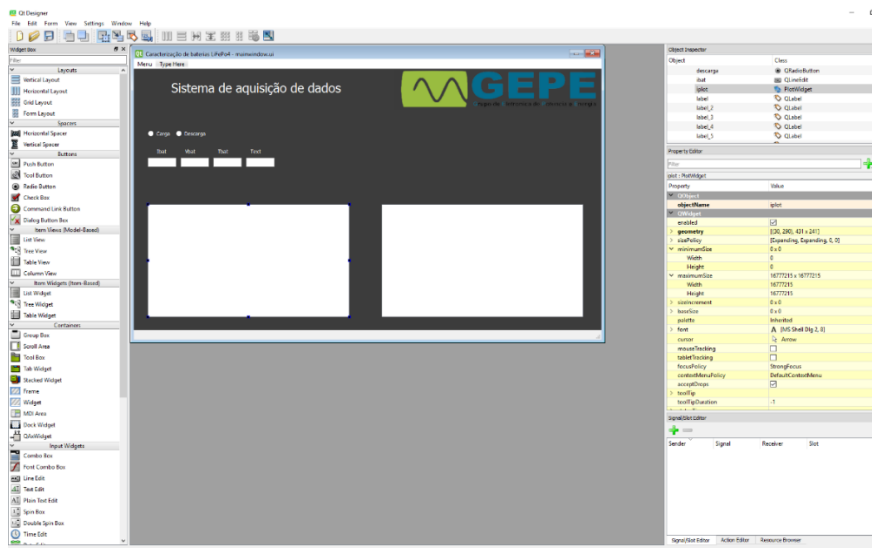 Qt Designer
File Edit Form View Settings Window Help
Widget Box
Filter
Layouts
Vertical Layout
Horizontal Layout
Grid Layout
Form Layout
Spacers
Horizontal Spacer
Vertical Spacer
Buttons
Push Button
Tool Button
Radio Button
Check Box
Command Link Button
Dialog Button Box
Item Views (Model-Based)
List View
Tree View
Table View
Column View
Item Widgets (Item-Based)
List Widget
Tree Widget
Table Widget
Containers
Group Box
Scroll Area
Tool Box
Tab Widget
Stacked Widget
Frame
Widget
MDI Area
Dock Widget
QAxWidget
Input Widgets
Combo Box
Font Combo Box
Line Edit
Text Edit
Plain Text Edit
Spin Box
Double Spin Box
Time Edit
Caracterização de baterias LiFePo4 - mainwindow.ui
Menu Type Here
Sistema de aquisição de dados
GEPE
Carga Descarga
Object Inspector
Object Class
descarga QRadioButton
ibat QLineEdit
iplot PlotWidget
label QLabel
label_2 QLabel
label_3 QLabel
label_4 QLabel
label_5 QLabel
Property Editor
Filter
iplot : PlotWidget
Property Value
QObject
objectName iplot
QWidget
enabled
geometry [(30, 290), 431 x 241]
sizePolicy [Expanding, Expanding, 0, 0]
minimumSize 0 x 0
Width 0
Height 0
maximumSize 16777215 x 16777215
Width 16777215
Height 16777215
sizeIncrement 0 x 0
baseSize 0 x 0
palette Inherited
font A [MS Shell Dlg 2, 8]
cursor Arrow
mouseTracking
tabletTracking
focusPolicy StrongFocus
contextMenuPolicy DefaultContextMenu
acceptDrops
toolTip
toolTipDuration -1
Signal/Slot Editor
Sender Signal Receiver Slot
Signal/Slot Editor Action Editor Resource Browser